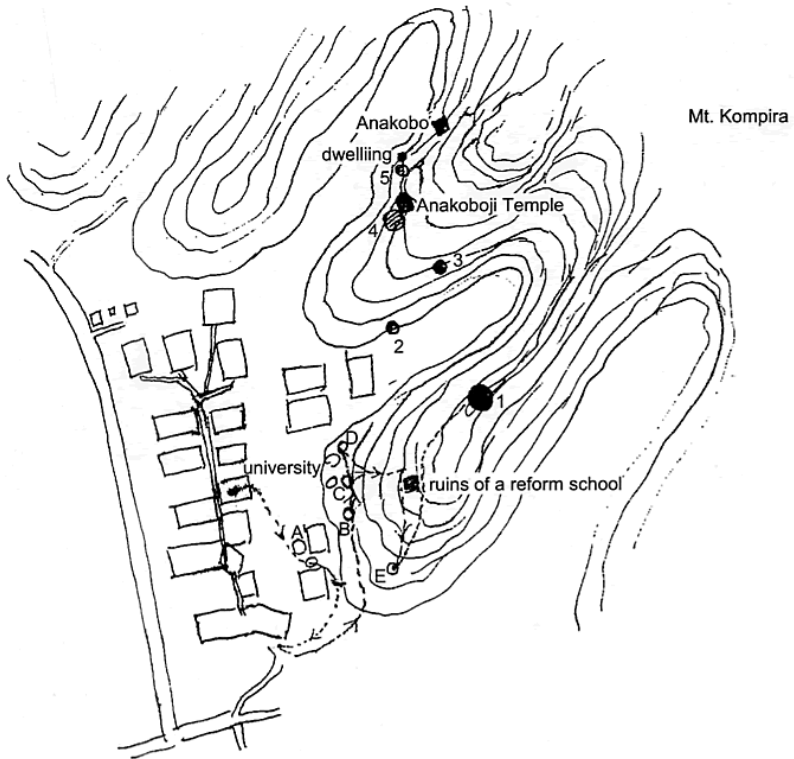 Mt. Kompira
Anakobo
dwelliing
5
Anakoboji Temple
4
3
2
1
D
university
C
ruins of a reform school
B
A
E